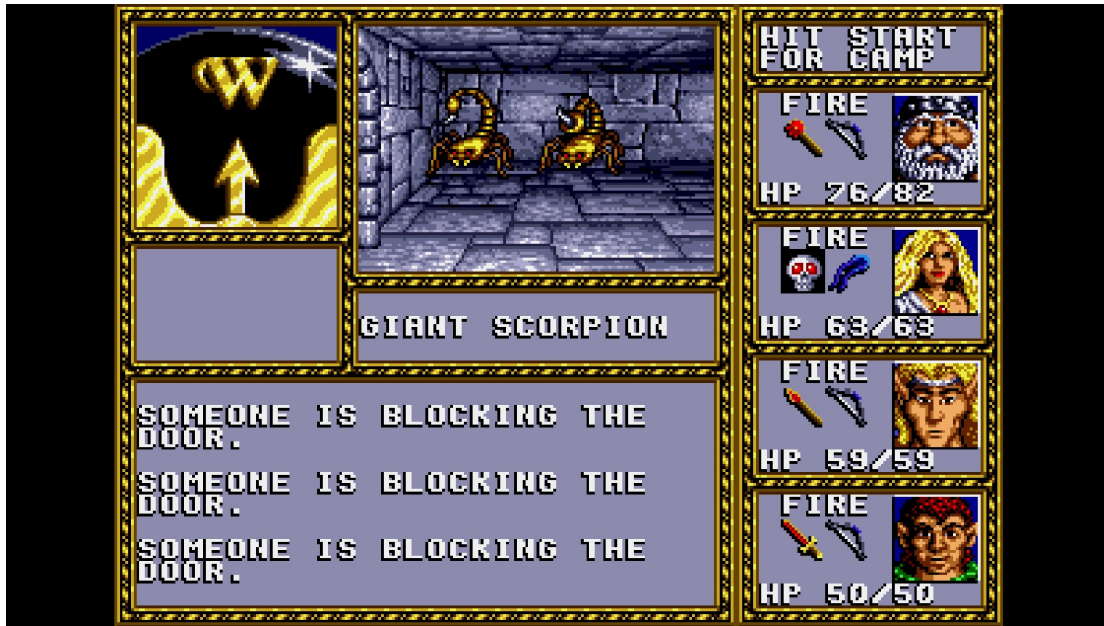 W
HIT START
FOR CAMP
FIRE
HP 76/82
FIRE
HP 63/63
FIRE
HP 59/59
FIRE
HP 50/50
GIANT SCORPION
SOMEONE IS BLOCKING THE
DOOR.
SOMEONE IS BLOCKING THE
DOOR.
SOMEONE IS BLOCKING THE
DOOR.